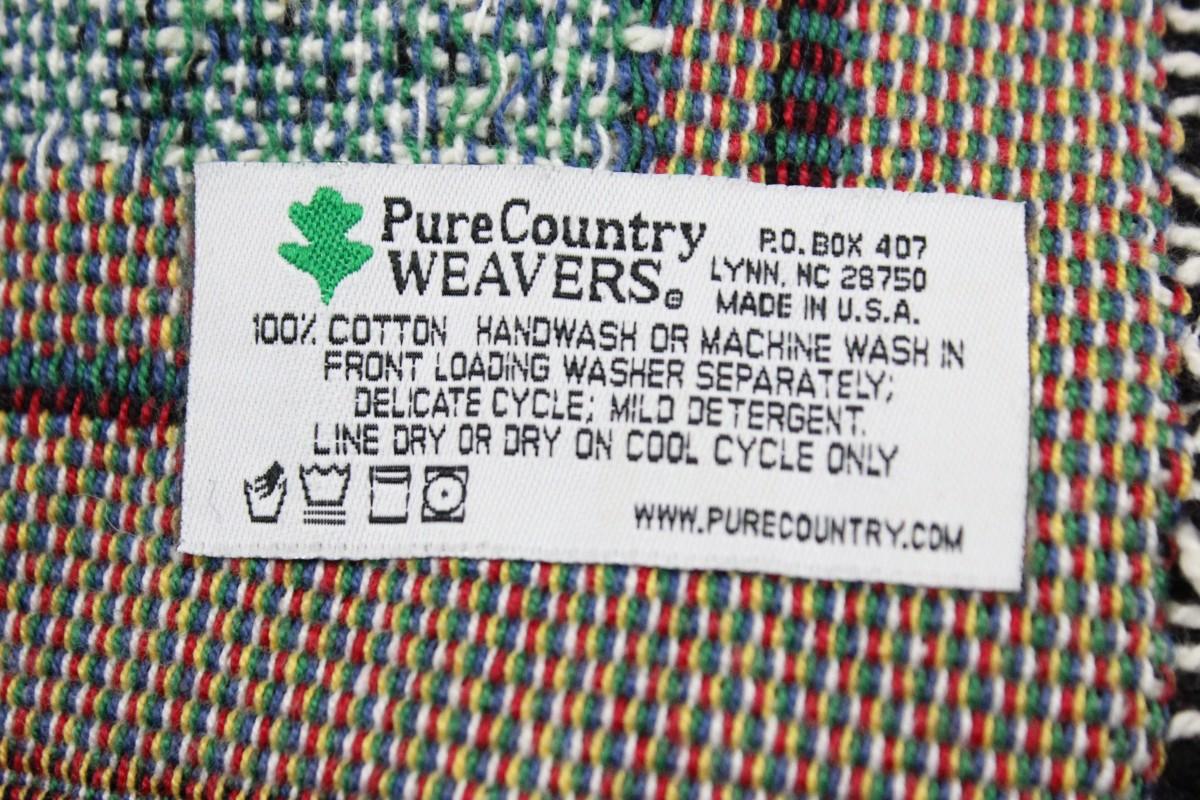 PureCountry
WEAVERS®
P.O. BOX 407
LYNN, NC 28750
MADE IN U.S.A.
100% COTTON HANDWASH OR MACHINE WASH IN
FRONT LOADING WASHER SEPARATELY;
DELICATE CYCLE; MILD DETERGENT.
LINE DRY OR DRY ON COOL CYCLE ONLY
WWW.PURECOUNTRY.COM